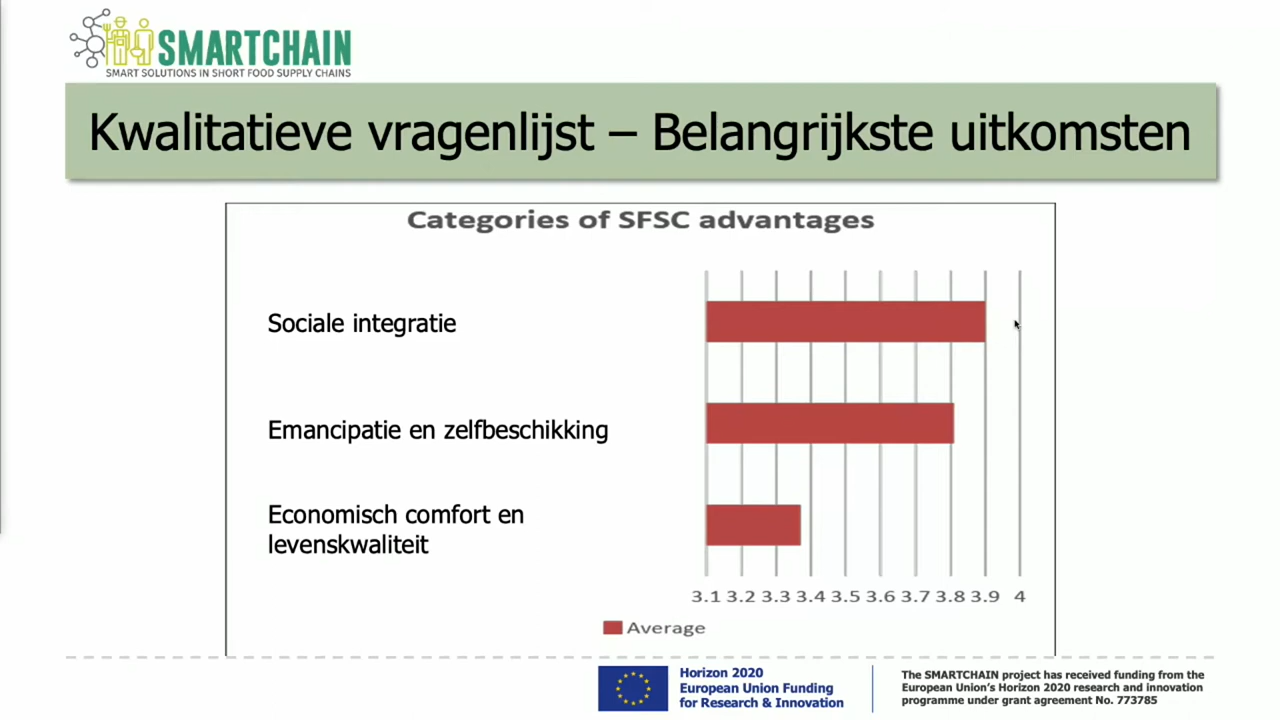 SMARTCHAIN
SMART SOLUTIONS IN SHORT FOOD SUPPLY CHAINS
Kwalitatieve vragenlijst – Belangrijkste uitkomsten
Categories of SFSC advantages
Sociale integratie
Emancipatie en zelfbeschikking
Economisch comfort en
levenskwaliteit
3.1 3.2 3.3 3.4 3.5 3.6 3.7 3.8 3.9 4
Average
Horizon 2020
European Union Funding
for Research & Innovation
The SMARTCHAIN project has received funding from the
European Union's Horizon 2020 research and innovation
programme under grant agreement No. 773785